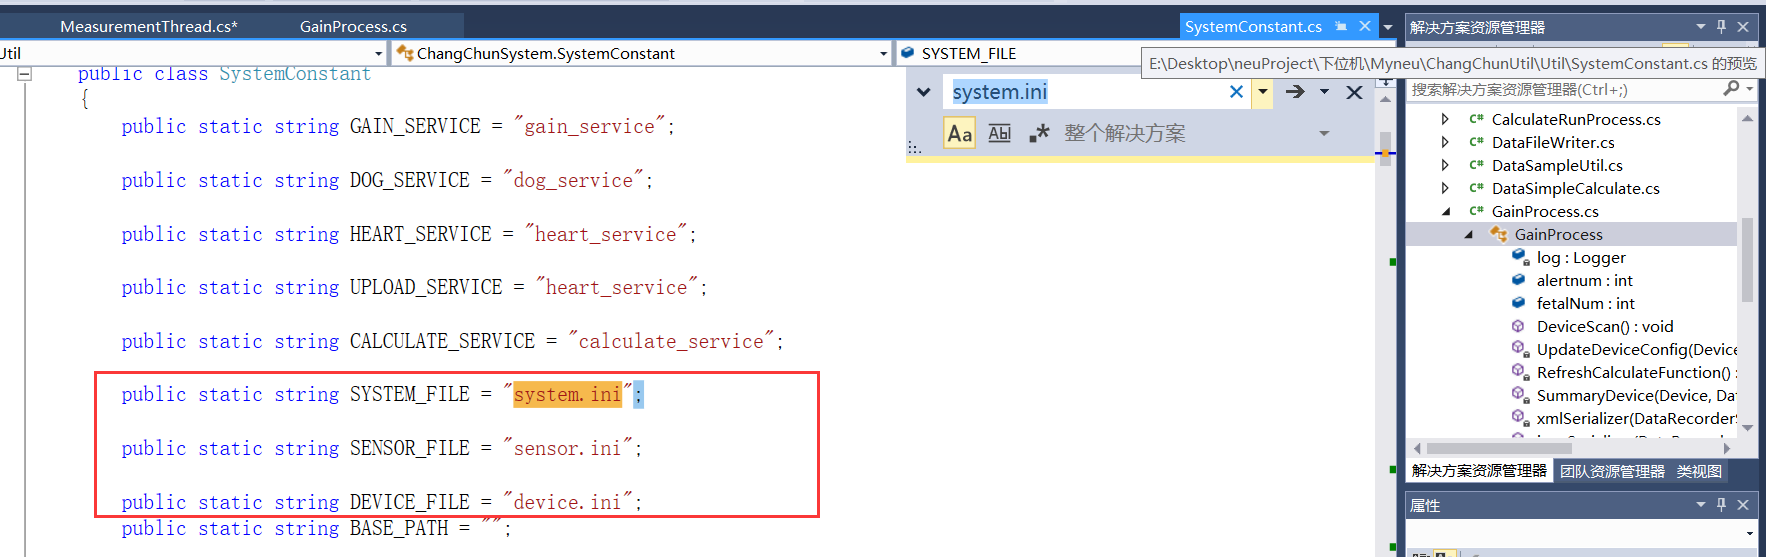 MeasurementThread.cs*
GainProcess.cs
SystemConstant.cs
解决方案资源管理器
Util
ChangChunSystem.SystemConstant
SYSTEM_FILE
E:\Desktop\neuProject\下位机\Myneu\ChangChunUtil\Util\SystemConstant.cs 的预览
public class SystemConstant
{
system.ini
Aa
Abl
整个解决方案
搜索解决方案资源管理器(Ctrl+;)
public static string GAIN_SERVICE = "gain_service";
public static string DOG_SERVICE = "dog_service";
public static string HEART_SERVICE = "heart_service";
public static string UPLOAD_SERVICE = "heart_service";
public static string CALCULATE_SERVICE = "calculate_service";
public static string SYSTEM_FILE = "system.ini";
public static string SENSOR_FILE = "sensor.ini";
public static string DEVICE_FILE = "device.ini";
public static string BASE_PATH = "";
C# CalculateRunProcess.cs
C# DataFileWriter.cs
C# DataSampleUtil.cs
C# DataSimpleCalculate.cs
C# GainProcess.cs
GainProcess
log : Logger
alertnum : int
fetalNum : int
DeviceScan() : void
UpdateDeviceConfig(Device
RefreshCalculateFunction() :
SummaryDevice(Device, Da
xmlSerializer(DataRecorder
解决方案资源管理器 团队资源管理器 类视图
属性